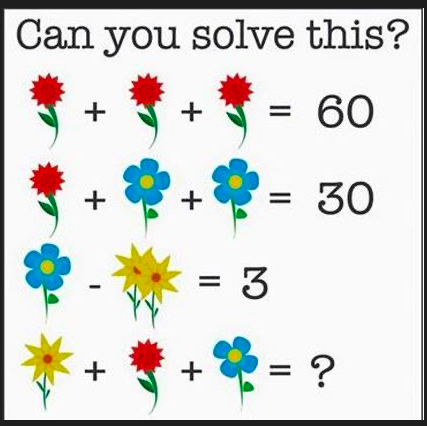 Can you solve this?
+ + = 60
+ + = 30
- = 3
+ + = ?